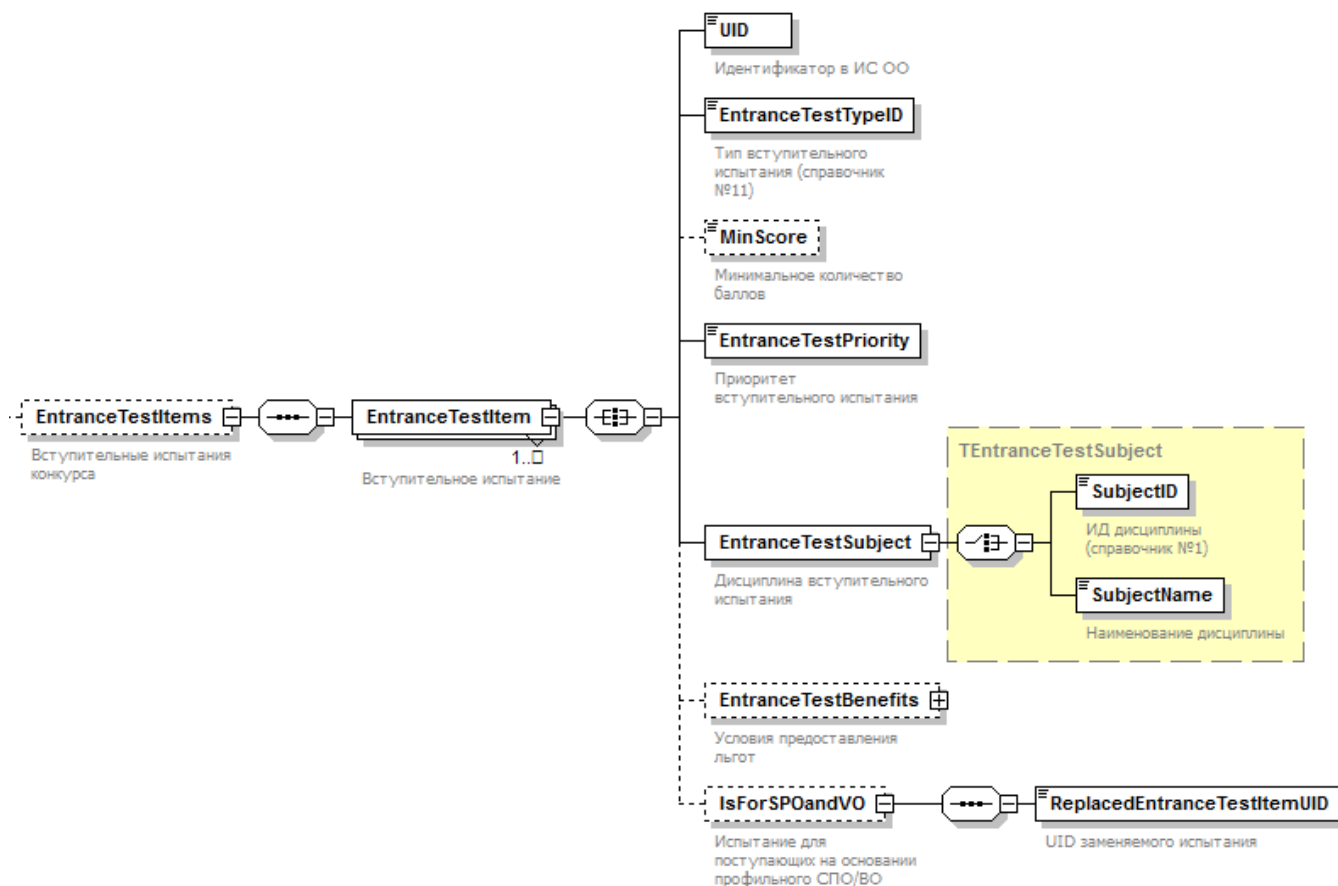 UID
Идентификатор в ИС ОО
EntranceTestTypeID
Тип вступительного
испытания (справочник
№11)
MinScore
Минимальное количество
баллов
EntranceTestPriority
Приоритет
вступительного испытания
EntranceTestItems
Вступительные испытания
конкурса
EntranceTestItem
1..□
Вступительное испытание
EntranceTestSubject
Дисциплина вступительного
испытания
TEntranceTestSubject
SubjectID
ИД дисциплины
(справочник №1)
SubjectName
Наименование дисциплины
EntranceTestBenefits
Условия предоставления
льгот
IsForSPOandVO
Испытание для
поступающих на основании
профильного СПО/ВО
ReplacedEntranceTestItemUID
UID заменяемого испытания